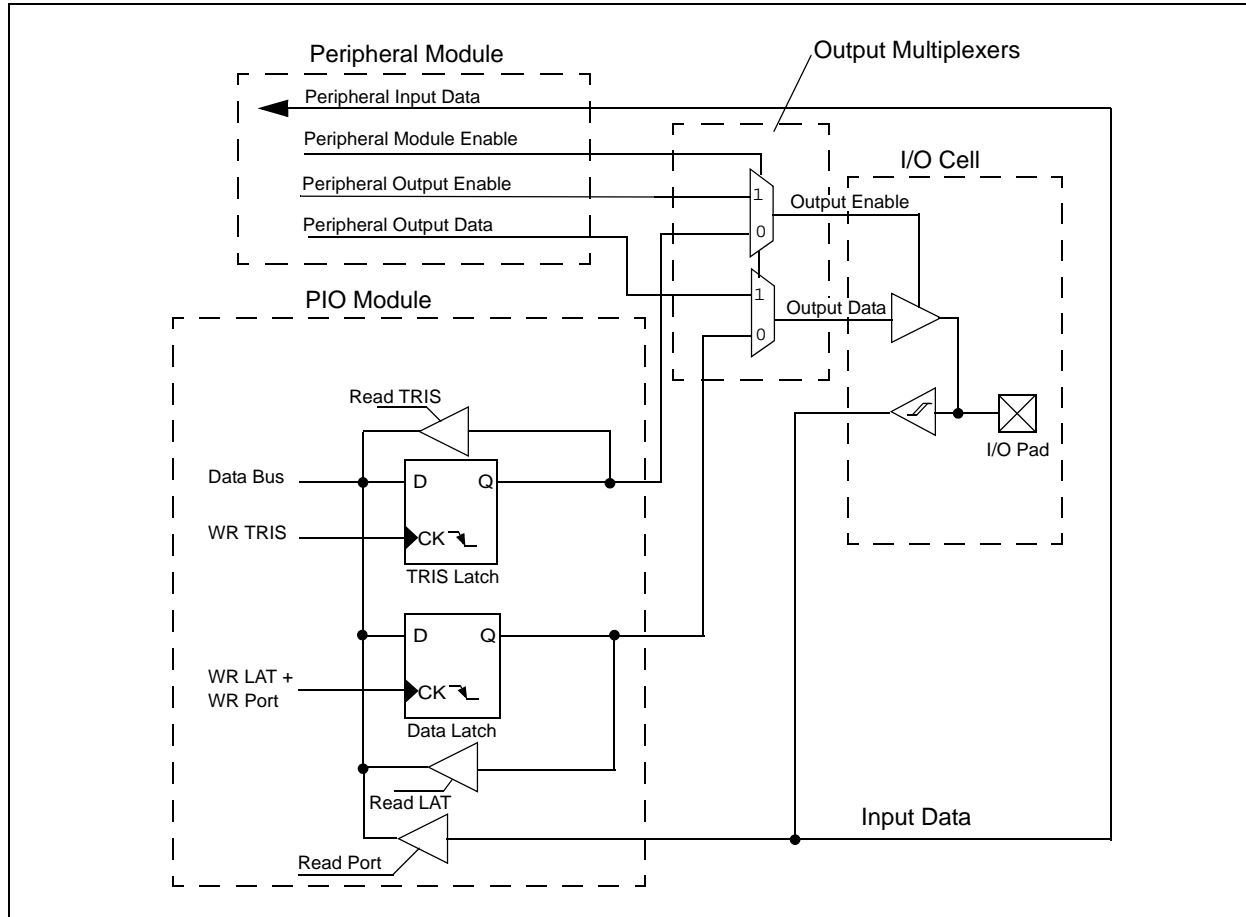 Peripheral Module
Output Multiplexers
Peripheral Input Data
Peripheral Module Enable
I/O Cell
Peripheral Output Enable
1
Output Enable
Peripheral Output Data
0
PIO Module
1
Output Data
0
Read TRIS
I/O Pad
Data Bus
D
Q
WR TRIS
CK
TRIS Latch
D
Q
WR LAT +
WR Port
CK
Data Latch
Read LAT
Input Data
Read Port